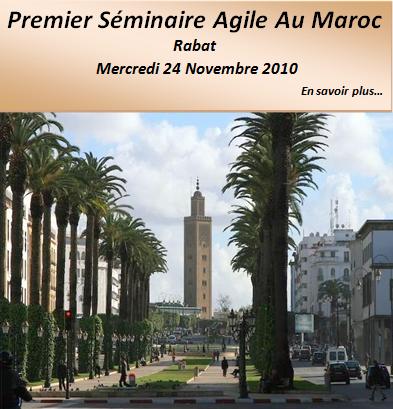 Premier Séminaire Agile Au Maroc
Rabat
Mercredi 24 Novembre 2010
En savoir plus...